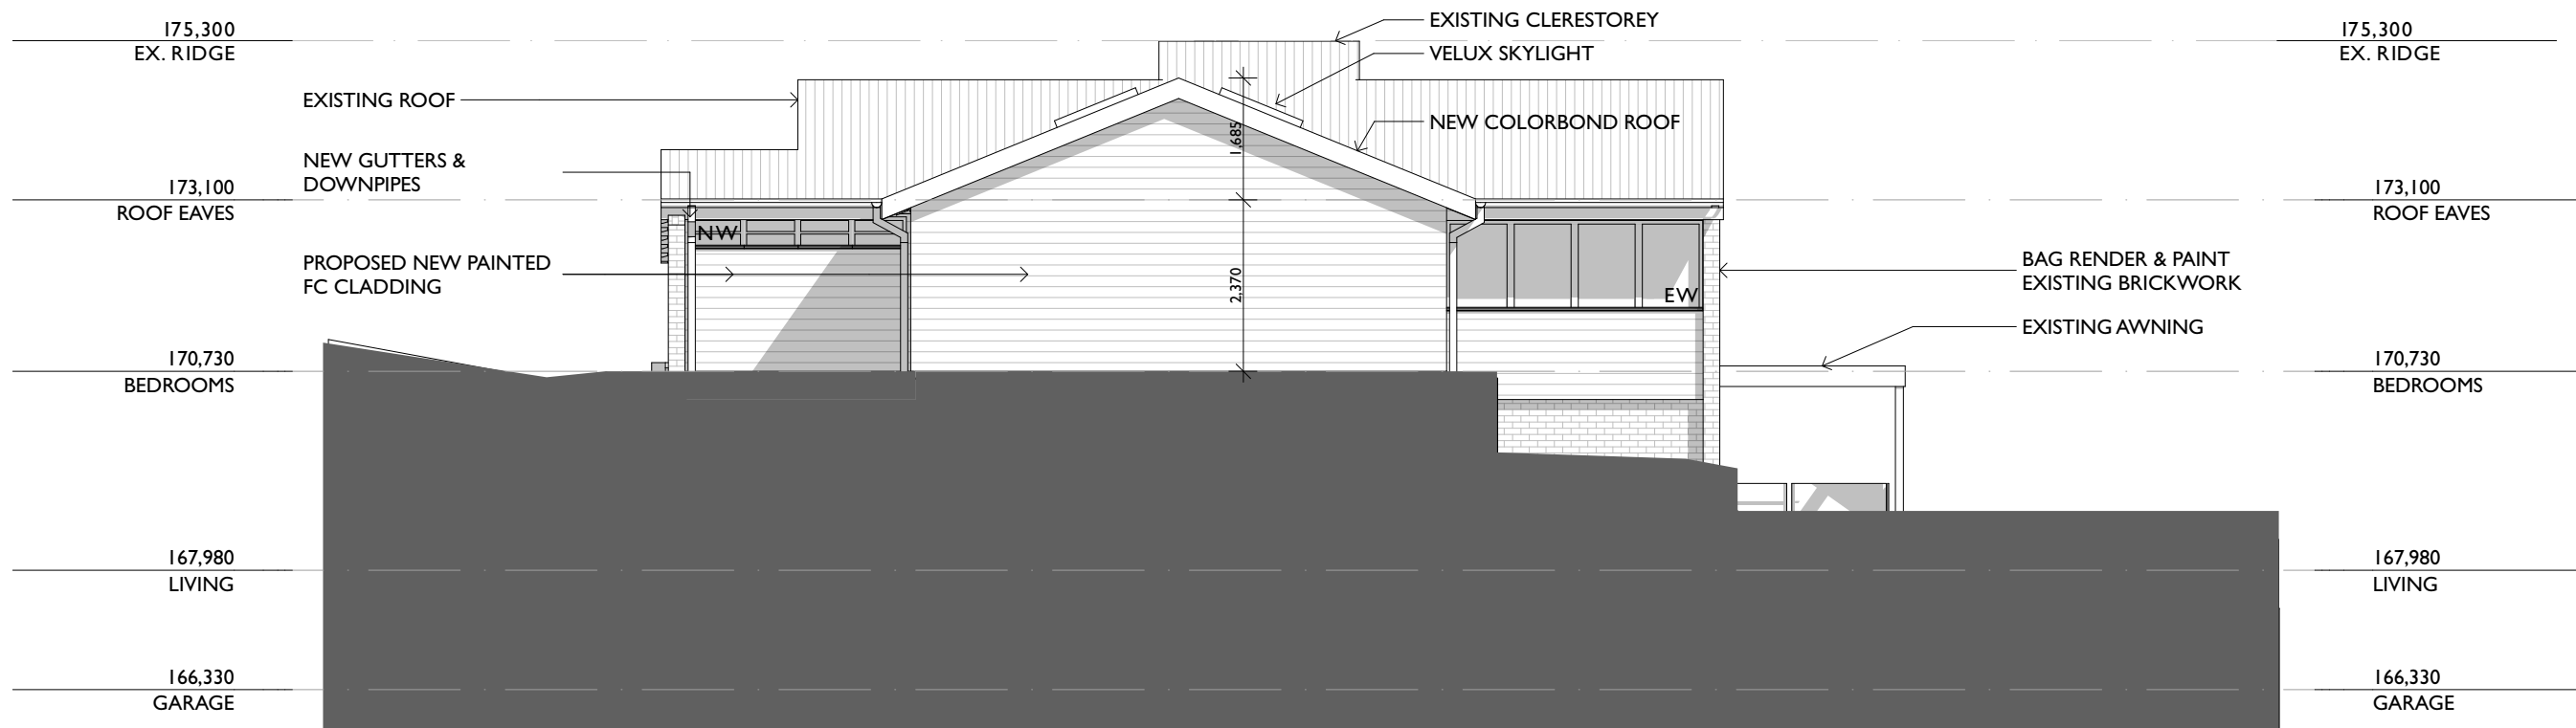 175,300
EX. RIDGE
EXISTING CLERESTOREY
175,300
EX. RIDGE
VELUX SKYLIGHT
EXISTING ROOF
NEW COLORBOND ROOF
1,685
NEW GUTTERS &
DOWNPIPES
173,100
ROOF EAVES
173,100
ROOF EAVES
NW
PROPOSED NEW PAINTED
FC CLADDING
2,370
EW
BAG RENDER & PAINT
EXISTING BRICKWORK
EXISTING AWNING
170,730
BEDROOMS
170,730
BEDROOMS
167,980
LIVING
167,980
LIVING
166,330
GARAGE
166,330
GARAGE